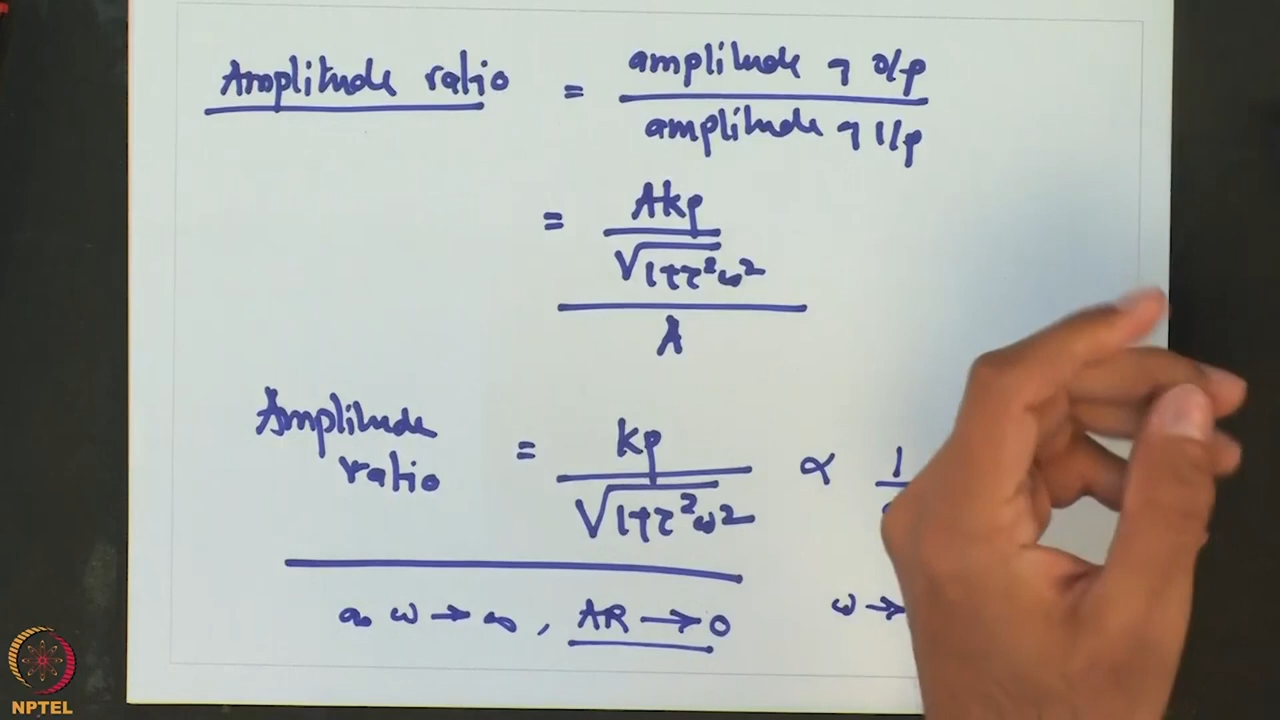 Amplitude ratio = amplitude of o/p / amplitude of i/p
= Akp / √1+τ²ω² / A
Amplitude ratio = kp / √1+τ²ω² ∝ 1
as ω → ∞, AR → 0 ω →
NPTEL